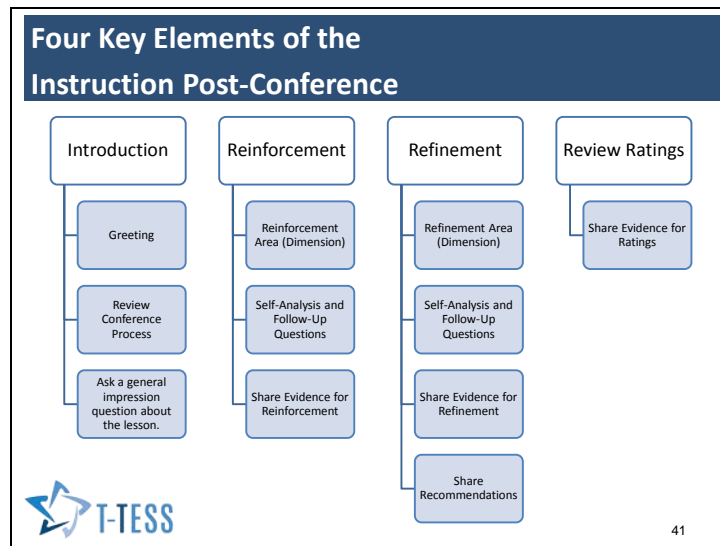 Four Key Elements of the
Instruction Post-Conference
Introduction
Greeting
Review
Conference
Process
Ask a general
impression
question about
the lesson.
Reinforcement
Reinforcement
Area (Dimension)
Self-Analysis and
Follow-Up
Questions
Share Evidence for
Reinforcement
Refinement
Refinement Area
(Dimension)
Self-Analysis and
Follow-Up
Questions
Share Evidence for
Refinement
Share
Recommendations
Review Ratings
Share Evidence for
Ratings
T-TESS
41